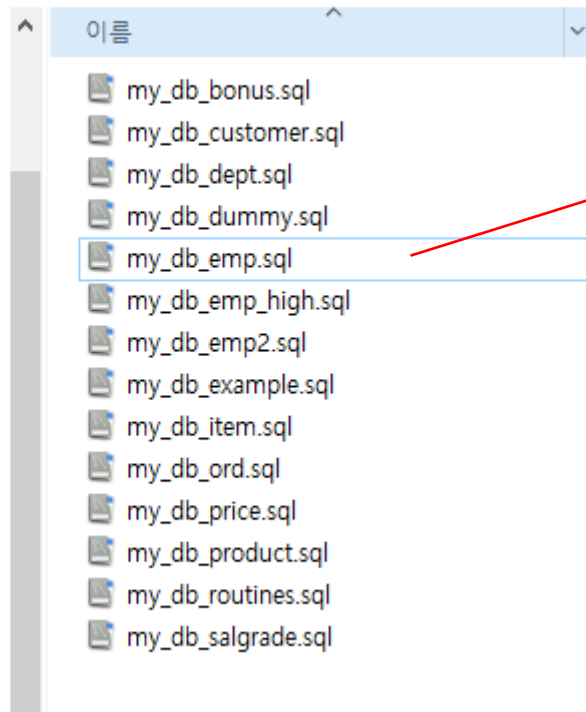 이름
my_db_bonus.sql
my_db_customer.sql
my_db_dept.sql
my_db_dummy.sql
my_db_emp.sql
my_db_emp_high.sql
my_db_emp2.sql
my_db_example.sql
my_db_item.sql
my_db_ord.sql
my_db_price.sql
my_db_product.sql
my_db_routines.sql
my_db_salgrade.sql